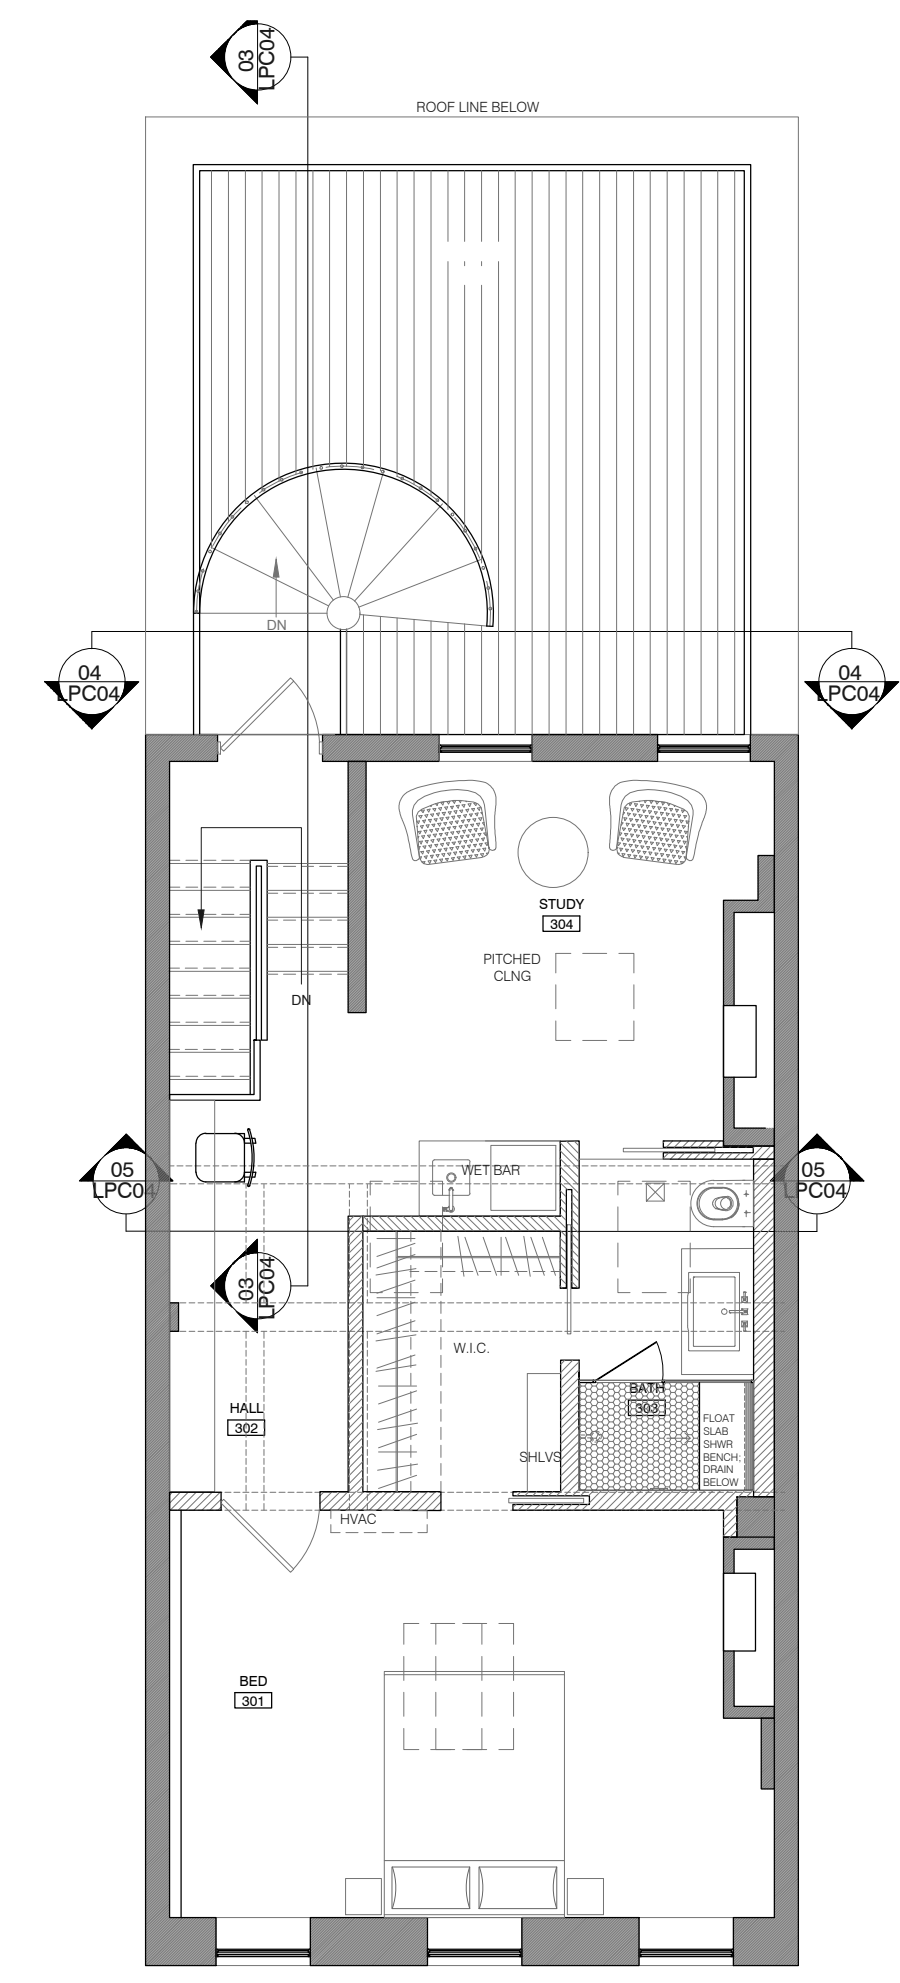 03
LPC04
ROOF LINE BELOW
DN
04
LPC04
04
LPC04
STUDY
304
PITCHED
CLNG
DN
05
LPC04
WET BAR
05
LPC04
03
LPC04
W.I.C.
BATH
303
HALL
302
FLOAT
SLAB
SHWR
BENCH;
DRAIN
BELOW
SHLVS
HVAC
BED
301